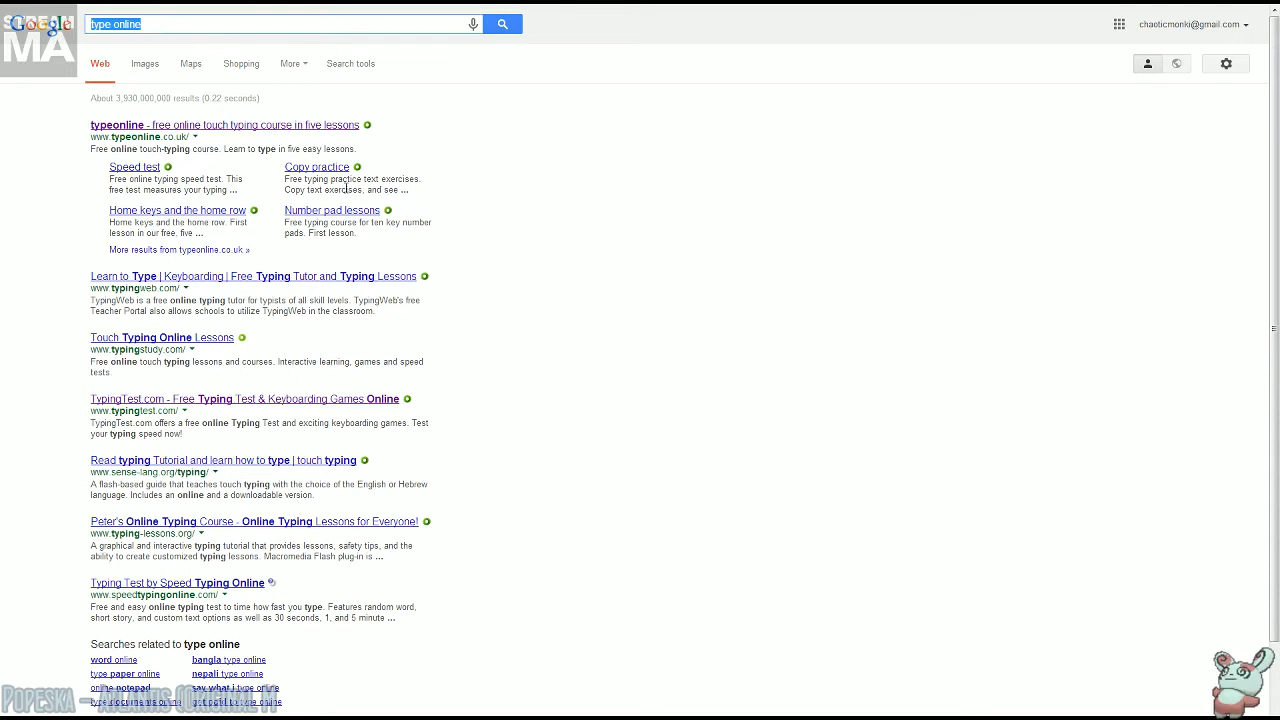 STREAM
Google
MA
type online
chaoticmonki@gmail.com
Web Images Maps Shopping More Search tools
About 3,930,000,000 results (0.22 seconds)
typeonline - free online touch typing course in five lessons
www.typeonline.co.uk/
Free online touch-typing course. Learn to type in five easy lessons.
Speed test
Free online typing speed test. This
free test measures your typing ...
Copy practice
Free typing practice text exercises.
Copy text exercises, and see ...
Home keys and the home row
Home keys and the home row. First
lesson in our free, five ...
Number pad lessons
Free typing course for ten key number
pads. First lesson.
More results from typeonline.co.uk »
Learn to Type | Keyboarding | Free Typing Tutor and Typing Lessons
www.typingweb.com/
TypingWeb is a free online typing tutor for typists of all skill levels. TypingWeb's free
Teacher Portal also allows schools to utilize TypingWeb in the classroom.
Touch Typing Online Lessons
www.typingstudy.com/
Free online touch typing lessons and courses. Interactive learning, games and speed
tests.
TypingTest.com - Free Typing Test & Keyboarding Games Online
www.typingtest.com/
TypingTest.com offers a free online Typing Test and exciting keyboarding games. Test
your typing speed now!
Read typing Tutorial and learn how to type | touch typing
www.sense-lang.org/typing/
A flash-based guide that teaches touch typing with the choice of the English or Hebrew
language. Includes an online and a downloadable version.
Peter's Online Typing Course - Online Typing Lessons for Everyone!
www.typing-lessons.org/
A graphical and interactive typing tutorial that provides lessons, safety tips, and the
ability to create customized typing lessons. Macromedia Flash plug-in is ...
Typing Test by Speed Typing Online
www.speedtypingonline.com/
Free and easy online typing test to time how fast you type. Features random word,
short story, and custom text options as well as 30 seconds, 1, and 5 minute ...
Searches related to type online
word online
bangla type online
type paper online
nepali type online
online notepad
say what i type online
type documents online
get paid to type online
Popeska – Atlantis (Original M